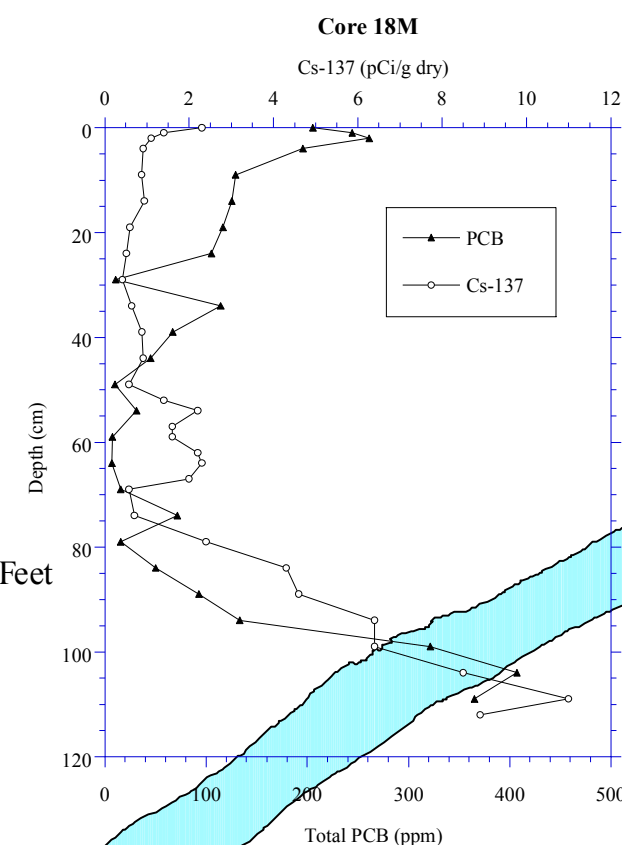 Core 18M
Cs-137 (pCi/g dry)
0 2 4 6 8 10 12
0
20
40
60
80
100
120
Depth (cm)
Feet
PCB
Cs-137
0 100 200 300 400 500
Total PCB (ppm)